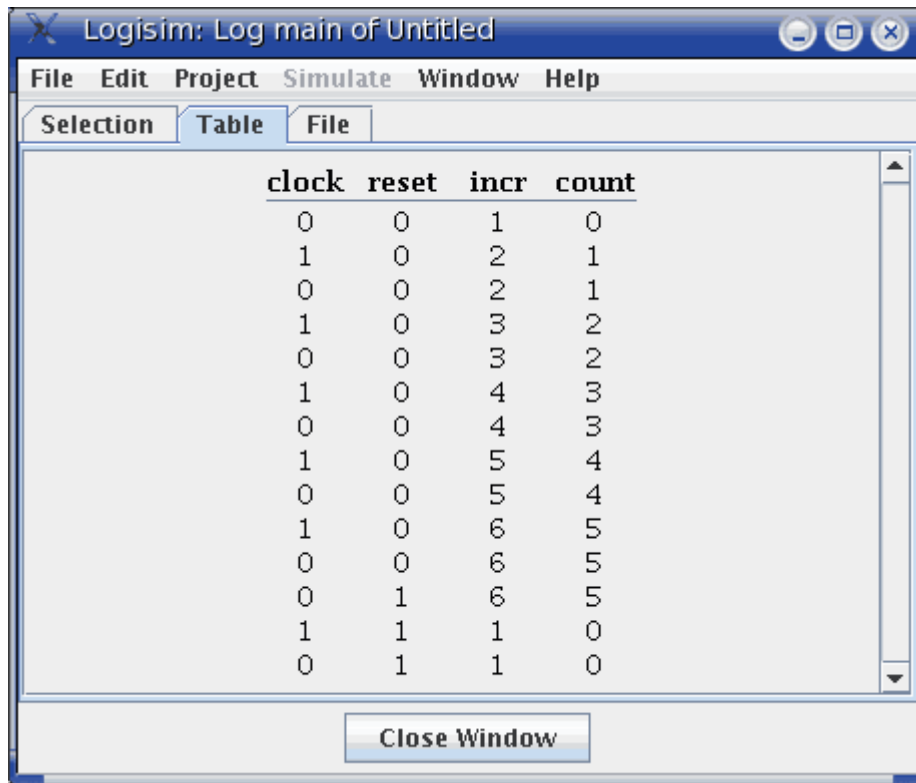 Logisim: Log main of Untitled
File Edit Project Simulate Window Help
Selection Table File
clock reset incr count
0 0 1 0
1 0 2 1
0 0 2 1
1 0 3 2
0 0 3 2
1 0 4 3
0 0 4 3
1 0 5 4
0 0 5 4
1 0 6 5
0 0 6 5
0 1 6 5
1 1 1 0
0 1 1 0
Close Window